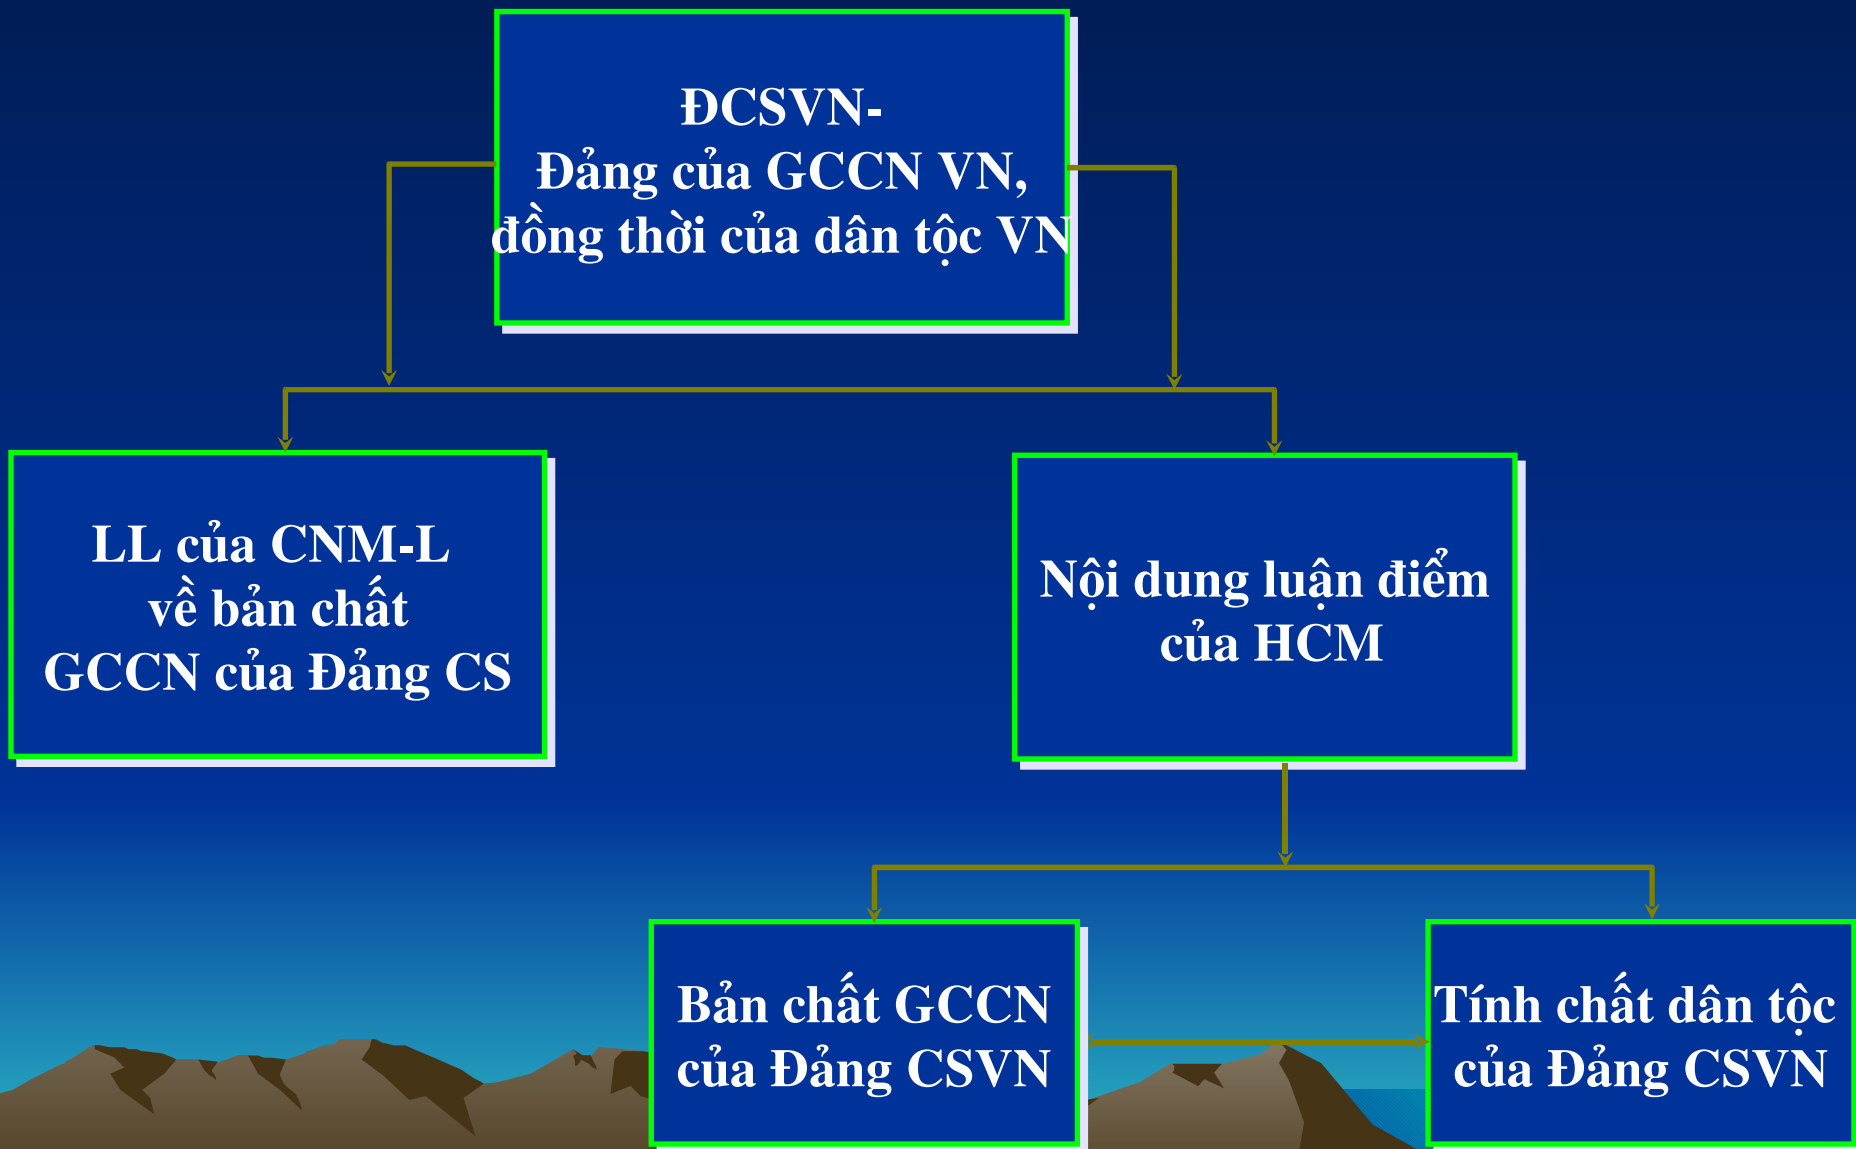 ĐCSVN-
Đảng của GCCN VN,
đồng thời của dân tộc VN
LL của CNM-L
về bản chất
GCCN của Đảng CS
Nội dung luận điểm
của HCM
Bản chất GCCN
của Đảng CSVN
Tính chất dân tộc
của Đảng CSVN